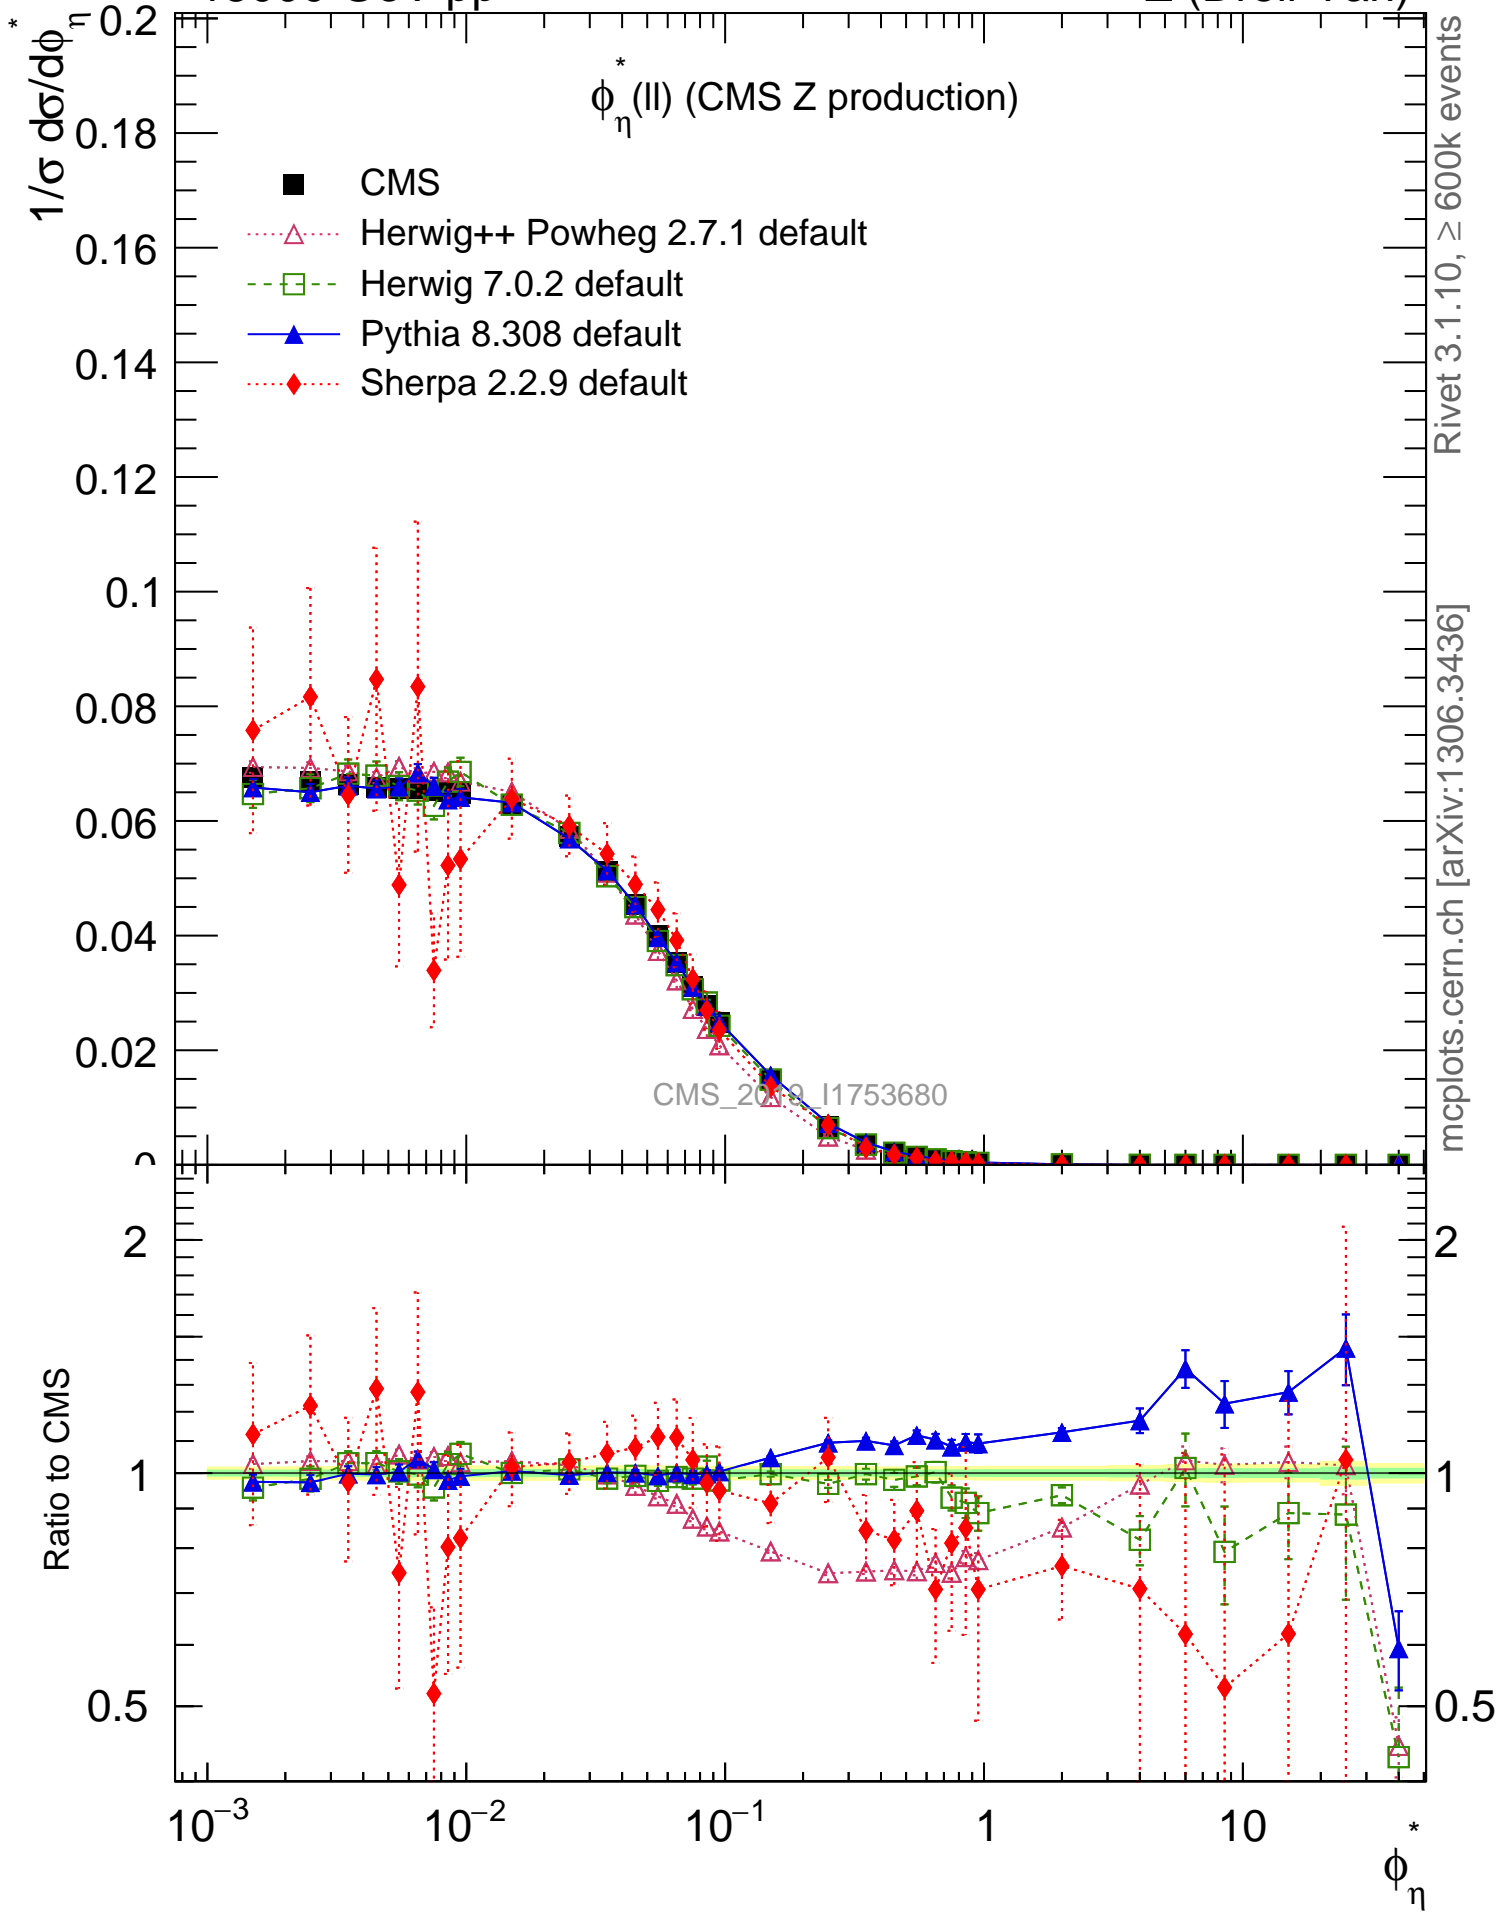 1/σ dσ/dϕ*η
ϕ*η(ll) (CMS Z production)
CMS
Herwig++ Powheg 2.7.1 default
Herwig 7.0.2 default
Pythia 8.308 default
Sherpa 2.2.9 default
0.2
0.18
0.16
0.14
0.12
0.1
0.08
0.06
0.04
0.02
0
CMS_2019_I1753680
Rivet 3.1.10, ≥ 600k events
mcplots.cern.ch [arXiv:1306.3436]
Ratio to CMS
2
1
0.5
2
1
0.5
10⁻³ 10⁻² 10⁻¹ 1 10
ϕ*η